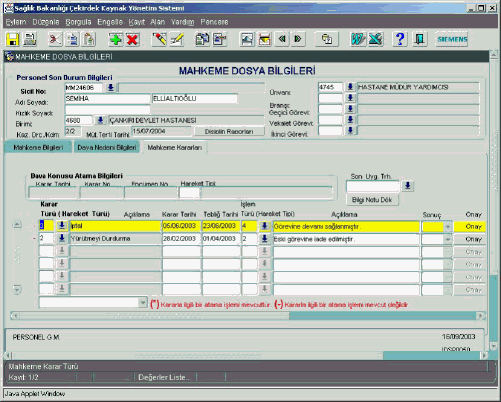 Sağlık Bakanlığı Çekirdek Kaynak Yönetim Sistemi
Eylem Düzenle Sorgula Engelle Kayıt Alan Yardım Pencere
SIEMENS
MAHKEME DOSYA BİLGİLERİ
MAHKEME DOSYA BİLGİLERİ
Personel Son Durum Bilgileri
Sicil No: MM24606 Ünvanı: 4745 HASTANE MÜDÜR YARDIMCISI
Adı Soyadı: SEMİHA ELLİALTIOĞLU Branşı:
Kızlık Soyadı: Geçici Görevi:
Birimi: 4680 ÇANKIRI DEVLET HASTANESİ Vekalet Görevi:
Kaz. Drc./Kdm. 2/2 Mül. Terfi Tarihi 15/07/2004 Disiplin Raporları İkinci Görevi:
Mahkeme Bilgileri Dava Nedeni Bilgileri Mahkeme Kararları
Dava Konusu Atama Bilgileri
Karar Tarihi Karar No Döcümen No Hareket Tipi
Son Uyg. Trh.
Bilgi Notu Dök
Karar İşlem
Türü ( Hareket Türü) Açıklama Karar Tarihi Tebliğ Tarihi Türü (Hareket Tipi) Açıklama Sonuç Onay
İptal 05/06/2003 23/06/2003 4 Görevine devamı sağlanmıştır. Onay
- 2 Yürütmeyi Durdurma 26/02/2003 01/04/2003 2 Eski görevine iade edilmiştir. Onay
Onay
Onay
Onay
Onay
(*) Kararla ilgili bir atama işlemi mevcuttur. (-) Kararla ilgili bir atama işlemi mevcut değildir.
PERSONEL G.M. 16/09/2003
Mahkeme Karar Türü
Kayıt: 1/2 Değerler Liste...
Java Applet Window